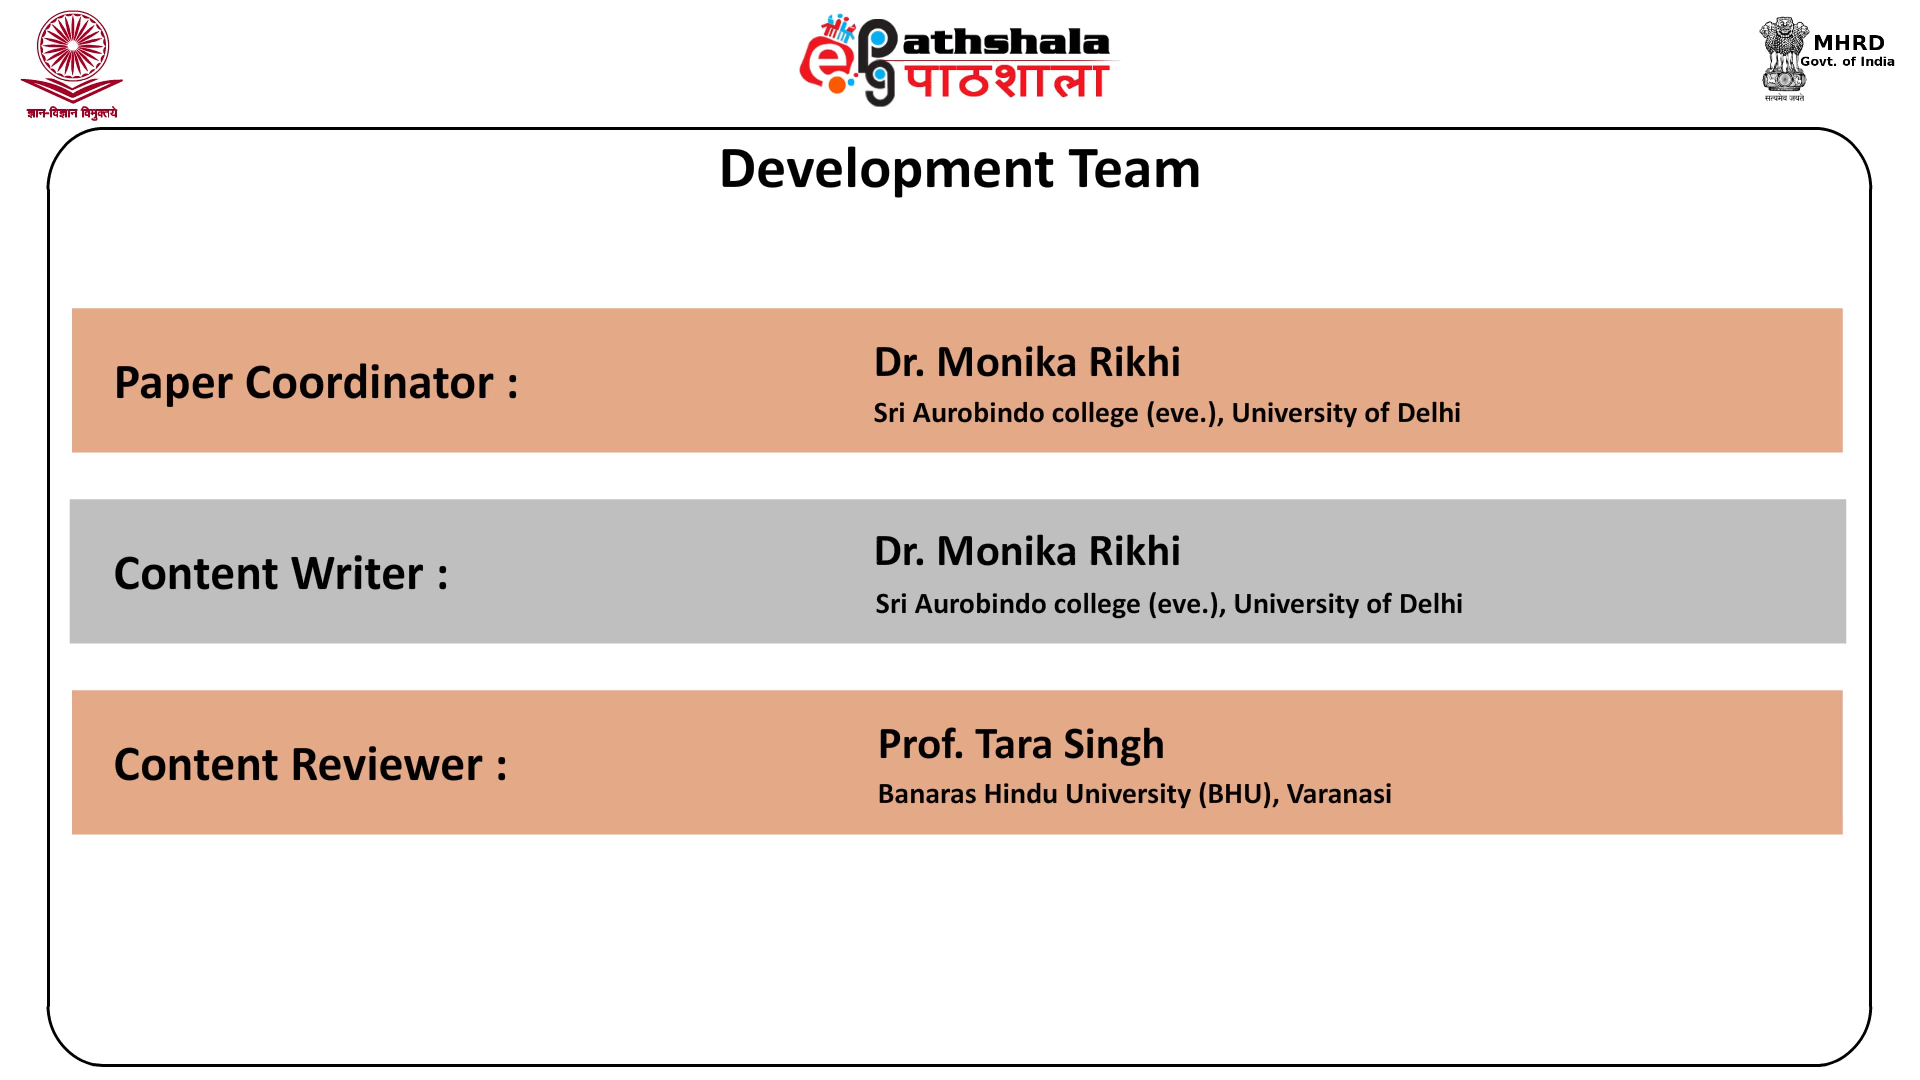 ज्ञान-विज्ञान विमुक्तये
e pg athshala
पाठशाला
MHRD
Govt. of India
सत्यमेव जयते
Development Team
Paper Coordinator :
Dr. Monika Rikhi
Sri Aurobindo college (eve.), University of Delhi
Content Writer :
Dr. Monika Rikhi
Sri Aurobindo college (eve.), University of Delhi
Content Reviewer :
Prof. Tara Singh
Banaras Hindu University (BHU), Varanasi